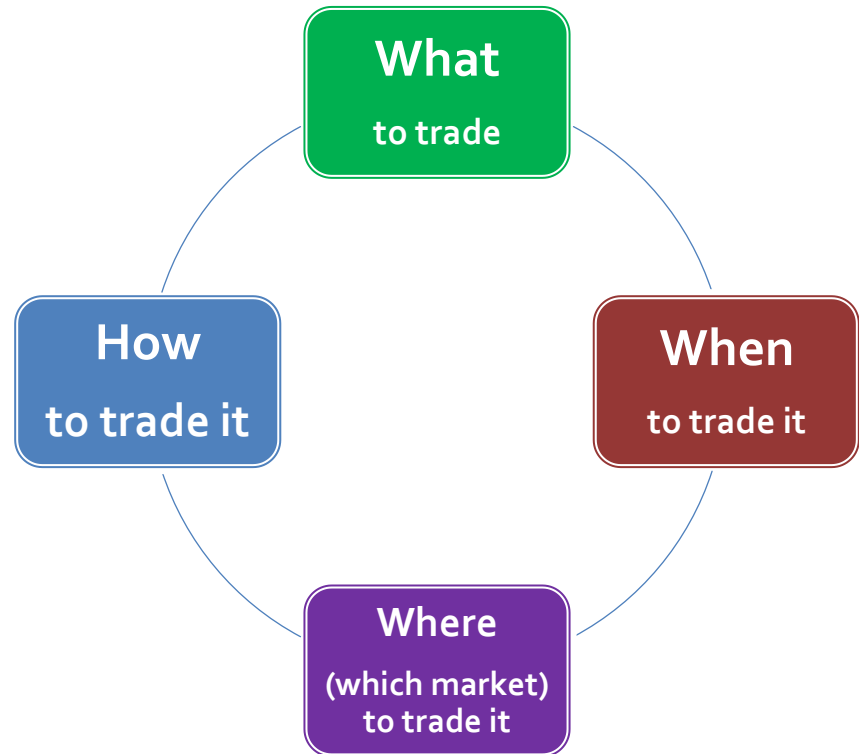 What
to trade
How
to trade it
When
to trade it
Where
(which market)
to trade it